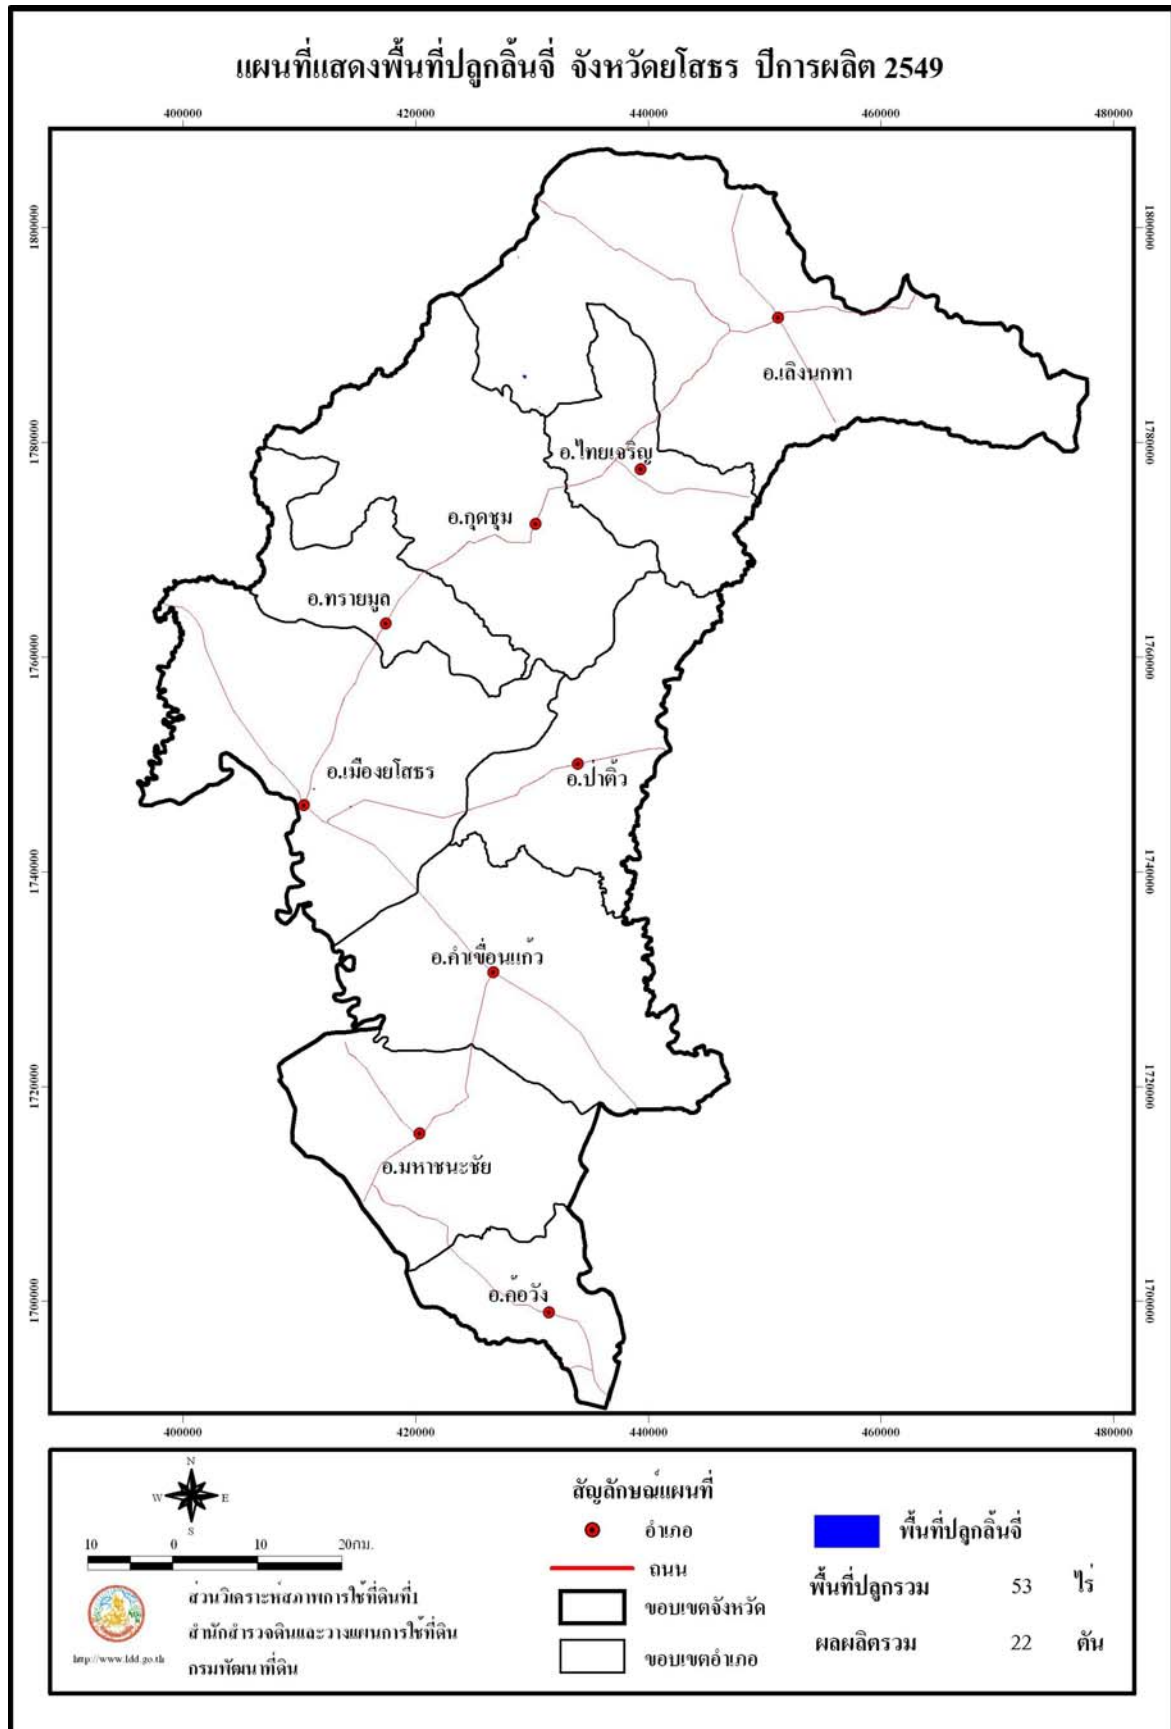 แผนที่แสดงพื้นที่ปลูกลิ้นจี่ จังหวัดยโสธร ปีการผลิต 2549
400000 420000 440000 460000 480000
1800000 1800000
อ.เลิงนกทา
1780000 1780000
อ.ไทยเจริญ
อ.กุดชุม
อ.ทรายมูล
1760000 1760000
อ.เมืองยโสธร
อ.ป่าติ้ว
1740000 1740000
อ.คำเขื่อนแก้ว
1720000 1720000
อ.มหาชนะชัย
อ.ค้อวัง
1700000 1700000
400000 420000 440000 460000 480000
N
W E
S
10 0 10 20กม.
ส่วนวิเคราะห์สภาพการใช้ที่ดินที่1
สำนักสำรวจดินและวางแผนการใช้ที่ดิน
กรมพัฒนาที่ดิน
http://www.ldd.go.th
สัญลักษณ์แผนที่
อำเภอ
ถนน
ขอบเขตจังหวัด
ขอบเขตอำเภอ
พื้นที่ปลูกลิ้นจี่
พื้นที่ปลูกรวม 53 ไร่
ผลผลิตรวม 22 ตัน